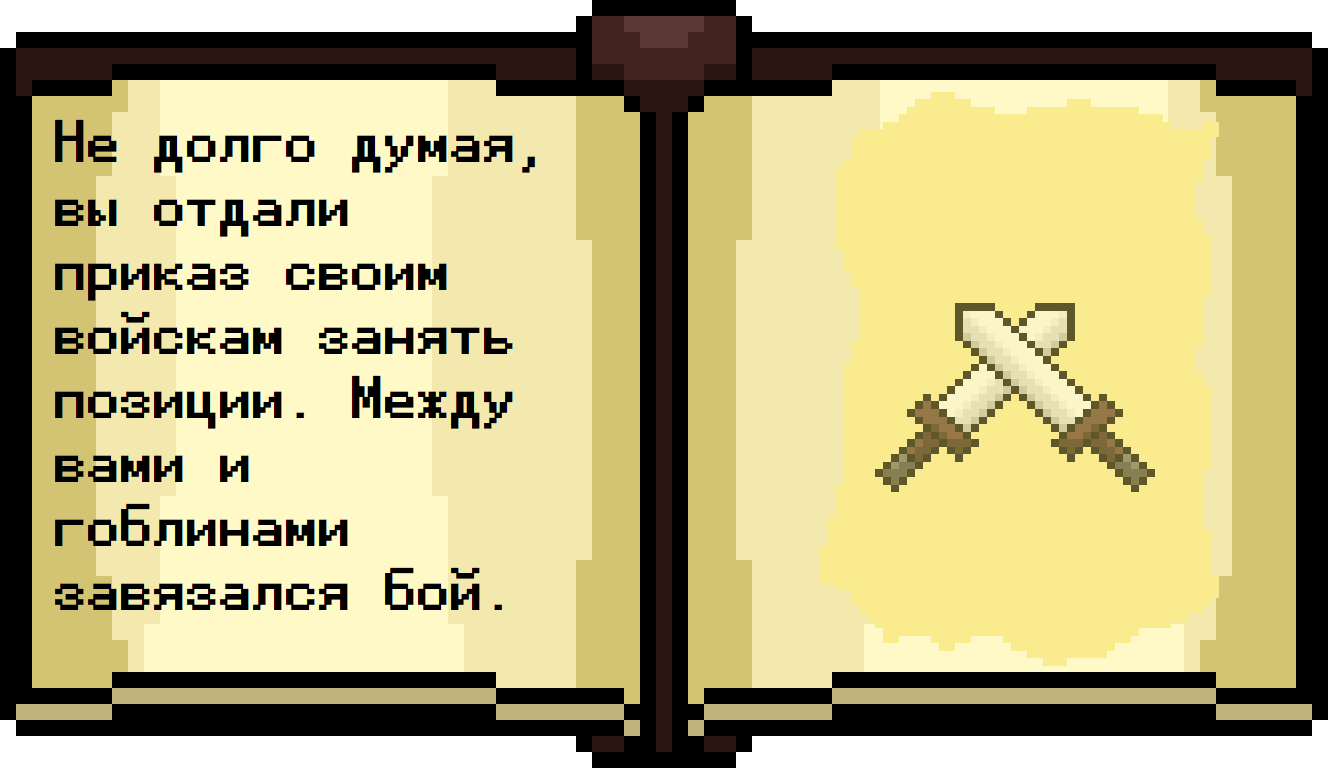 Не долго думая,
вы отдали
приказ своим
войскам занять
позиции. Между
вами и
гоблинами
завязался бой.